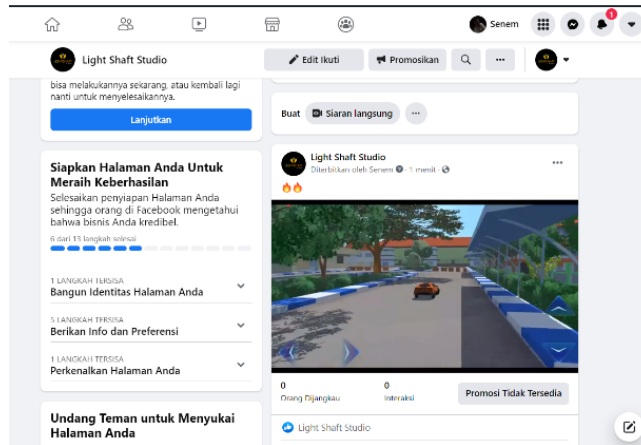 Senem
1
Light Shaft Studio
Edit Ikuti
Promosikan
bisa melakukannya sekarang, atau kembali lagi
nanti untuk menyelesaikannya.
Lanjutkan
Siapkan Halaman Anda Untuk
Meraih Keberhasilan
Selesaikan penyiapan Halaman Anda
sehingga orang di Facebook mengetahui
bahwa bisnis Anda kredibel.
6 dari 13 langkah selesai
1 LANGKAH TERSISA
Bangun Identitas Halaman Anda
5 LANGKAH TERSISA
Berikan Info dan Preferensi
1 LANGKAH TERSISA
Perkenalkan Halaman Anda
Undang Teman untuk Menyukai
Halaman Anda
Buat
Siaran langsung
Light Shaft Studio
Diterbitkan oleh Senem · 1 menit ·
0
Orang Dijangkau
0
Interaksi
Promosi Tidak Tersedia
Light Shaft Studio